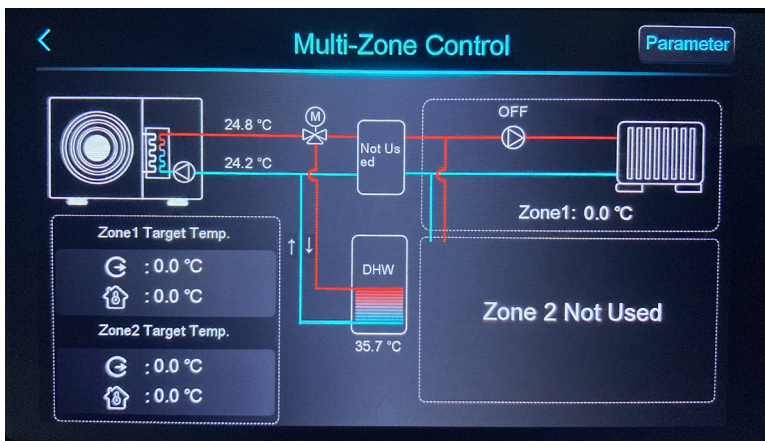 Multi-Zone Control
Parameter
24.8 °C
M
24.2 °C
Not Us
ed
OFF
Zone1: 0.0 °C
Zone1 Target Temp.
: 0.0 °C
: 0.0 °C
Zone2 Target Temp.
: 0.0 °C
: 0.0 °C
DHW
35.7 °C
Zone 2 Not Used